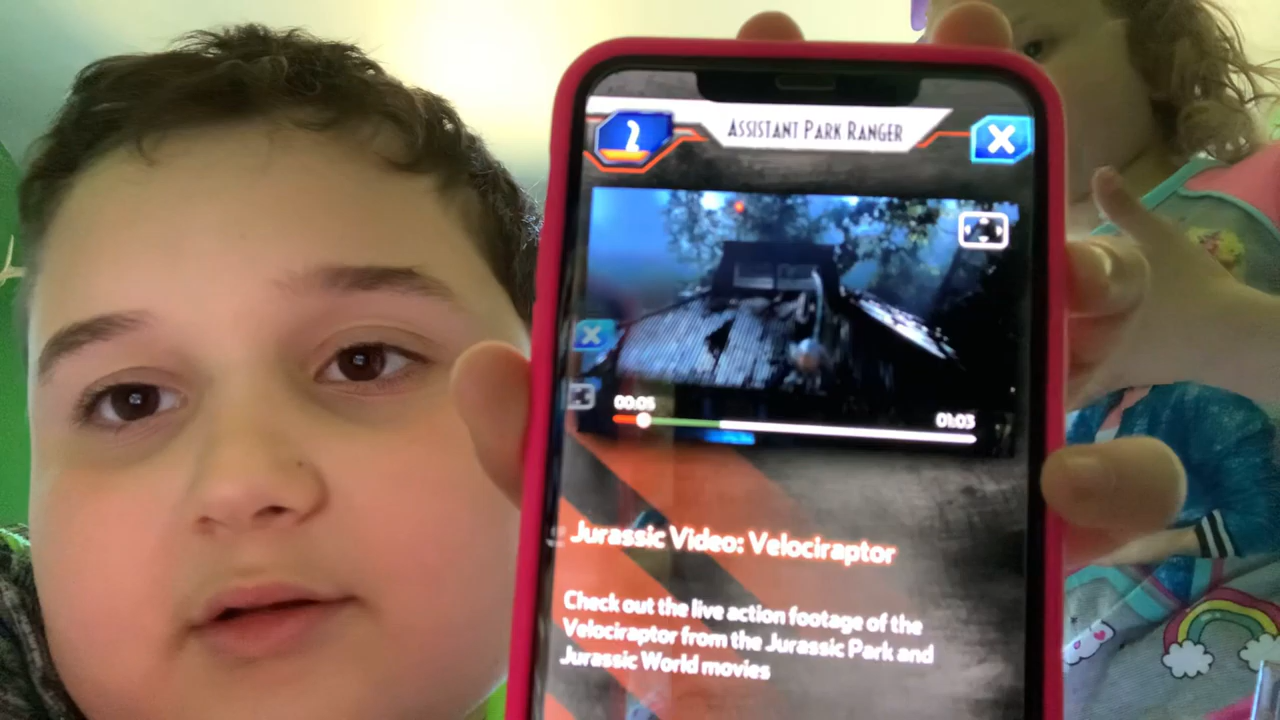 2
ASSISTANT PARK RANGER
X
00:05
01:03
Jurassic Video: Velociraptor
Check out the live action footage of the
Velociraptor from the Jurassic Park and
Jurassic World movies